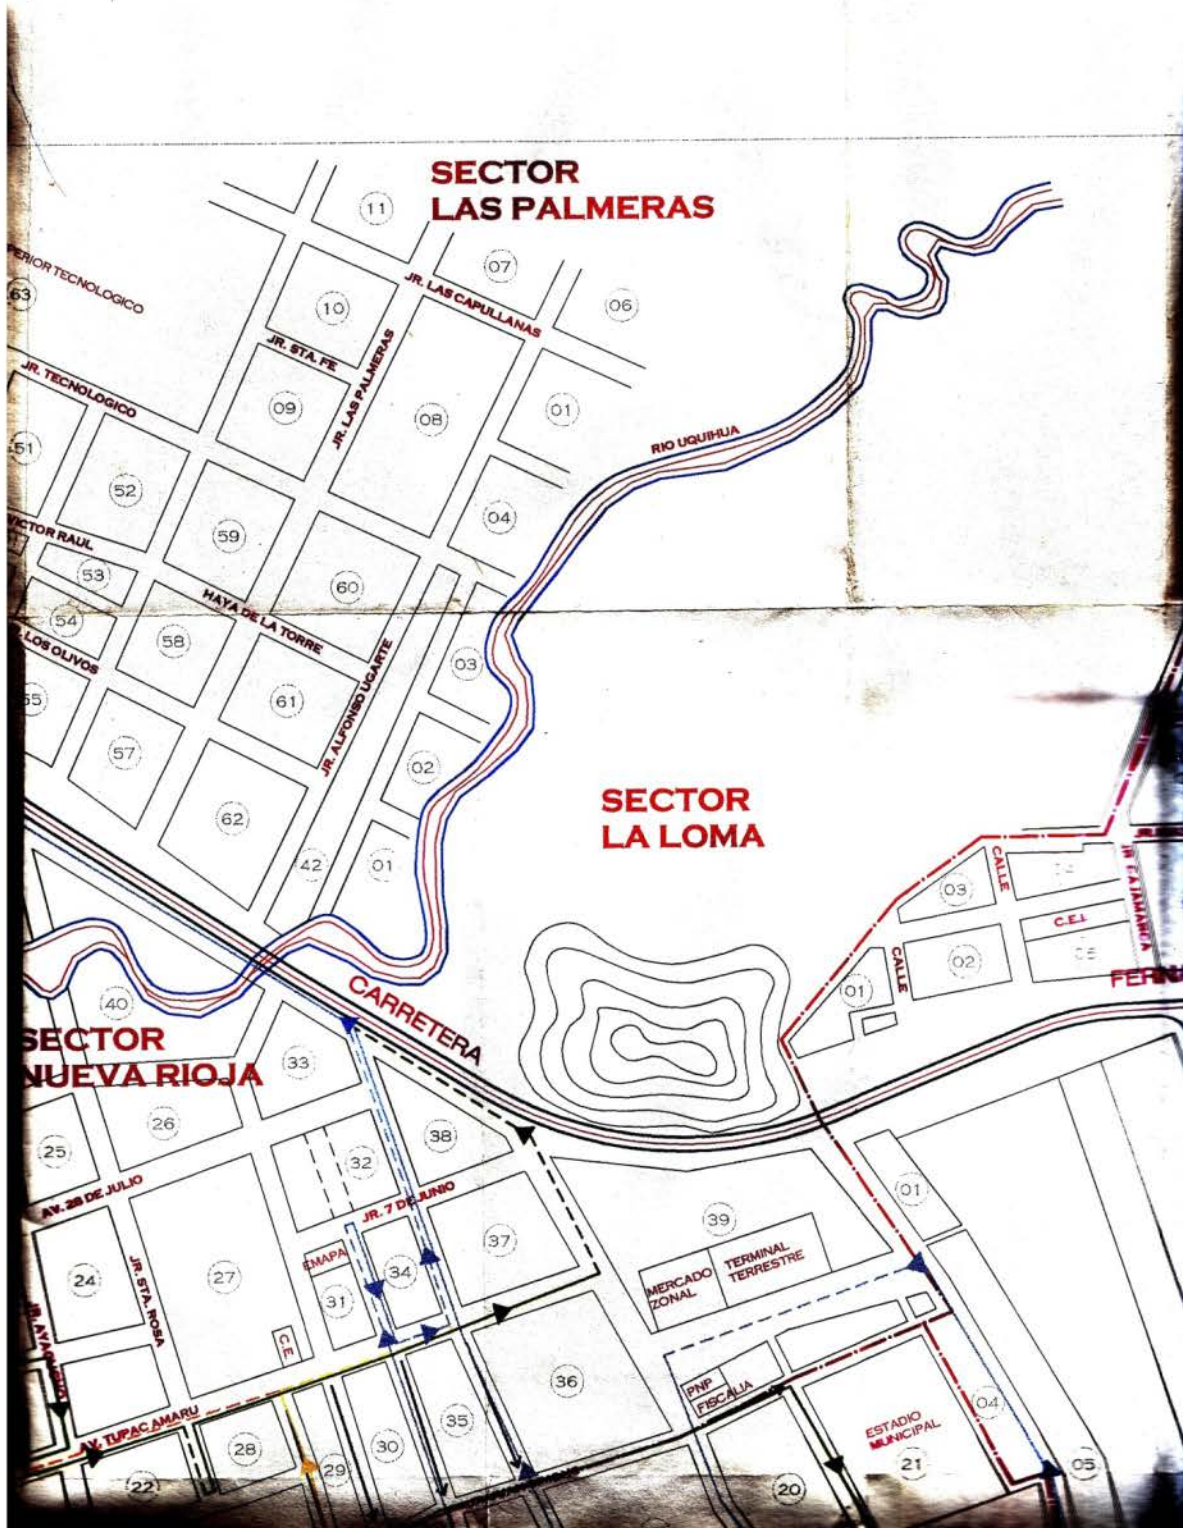 SECTOR
LAS PALMERAS
11
07
06
JR. LAS CAPULLANAS
10
TECNOLOGICO
63
JR. STA. FE
JR. LAS PALMERAS
JR. TECNOLOGICO
09
08
01
RIO UQUIHUA
51
52
04
59
VICTOR RAUL
53
60
HAYA DE LA TORRE
54
58
LOS OLIVOS
03
61
JR. ALFONSO UGARTE
57
02
62
42
01
SECTOR
LA LOMA
CALLE
03
JR CAJAMARCA
C.E.I.
02
CALLE
01
CARRETERA
40
SECTOR
NUEVA RIOJA
33
26
25
38
32
AV. 28 DE JULIO
JR. 7 DE JUNIO
01
39
37
EMAPA
34
24
27
31
JR. STA. ROSA
MERCADO
ZONAL
TERMINAL
TERRESTRE
C.E.
36
PNP
FISCALIA
04
35
AV. TUPAC AMARU
ESTADIO
MUNICIPAL
28
30
29
21
05
22
20